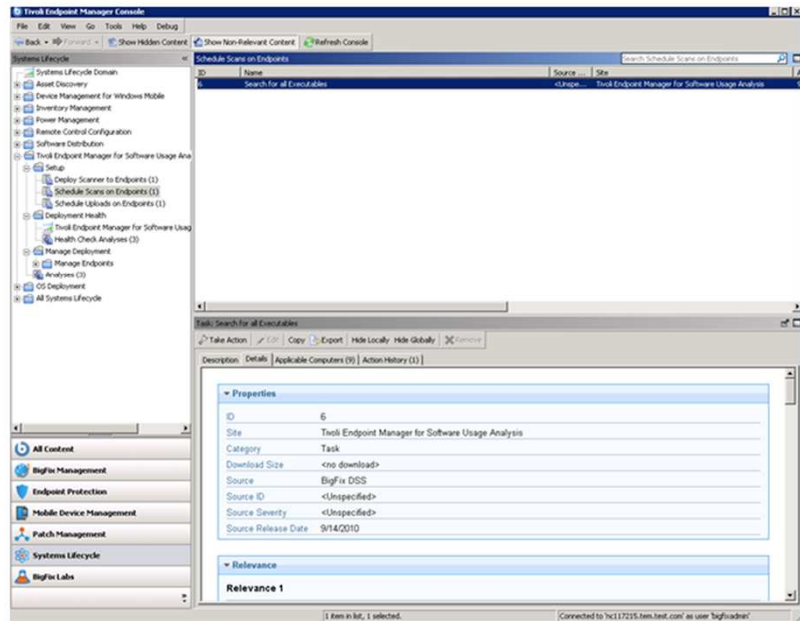 Tivoli Endpoint Manager Console
File Edit View Go Tools Help Debug
Back Forward Show Hidden Content Show Non-Relevant Content Refresh Console
Systems Lifecycle
Systems Lifecycle Domain
Asset Discovery
Device Management for Windows Mobile
Inventory Management
Power Management
Remote Control Configuration
Software Distribution
Tivoli Endpoint Manager for Software Usage Ana
Setup
Deploy Scanner to Endpoints (1)
Schedule Scans on Endpoints (1)
Schedule Uploads on Endpoints (1)
Deployment Health
Tivoli Endpoint Manager for Software Usag
Health Check Analyses (3)
Manage Deployment
Manage Endpoints
Analyses (3)
OS Deployment
All Systems Lifecycle
All Content
BigFix Management
Endpoint Protection
Mobile Device Management
Patch Management
Systems Lifecycle
BigFix Labs
Schedule Scans on Endpoints
Search Schedule Scans on Endpoints
ID Name Source ... Site
6 Search for all Executables <Unspe... Tivoli Endpoint Manager for Software Usage Analysis
Task: Search for all Executables
Take Action Edit Copy Export Hide Locally Hide Globally Remove
Description Details Applicable Computers (9) Action History (1)
Properties
ID 6
Site Tivoli Endpoint Manager for Software Usage Analysis
Category Task
Download Size <no download>
Source BigFix DSS
Source ID <Unspecified>
Source Severity <Unspecified>
Source Release Date 9/14/2010
Relevance
Relevance 1
1 item in list, 1 selected.
Connected to 'nc117215.tem.test.com' as user 'bigfixadmin'